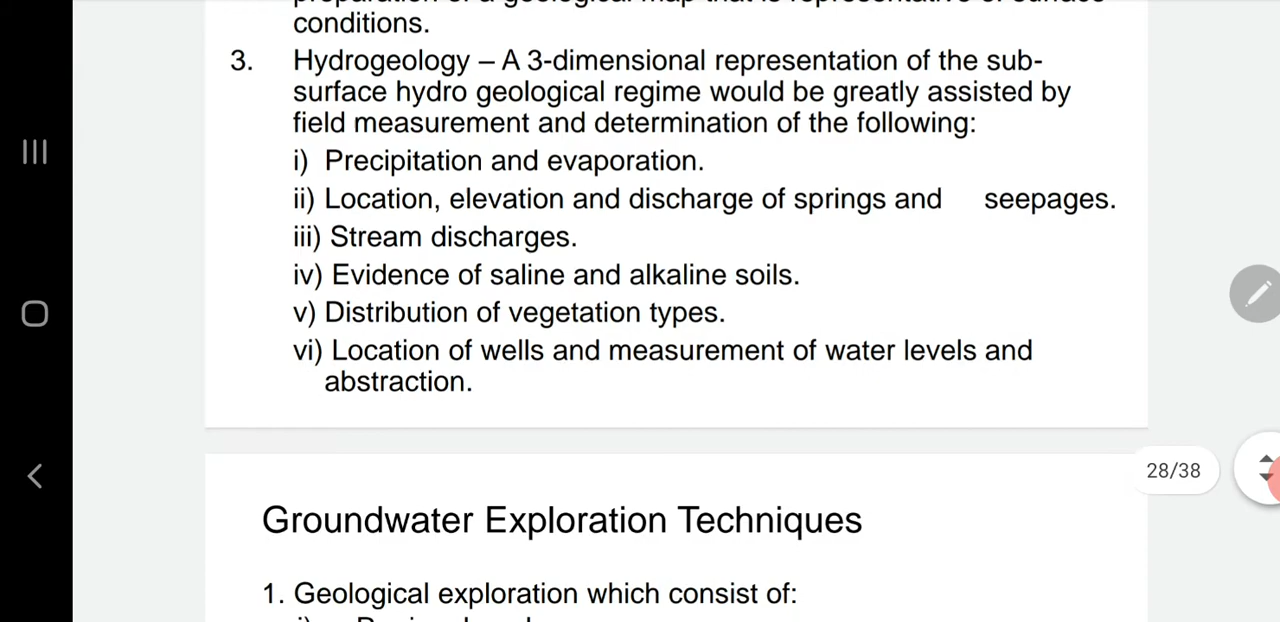 conditions.
3. Hydrogeology – A 3-dimensional representation of the sub-
surface hydro geological regime would be greatly assisted by
field measurement and determination of the following:
i) Precipitation and evaporation.
ii) Location, elevation and discharge of springs and seepages.
iii) Stream discharges.
iv) Evidence of saline and alkaline soils.
v) Distribution of vegetation types.
vi) Location of wells and measurement of water levels and
abstraction.
28/38
Groundwater Exploration Techniques
1. Geological exploration which consist of: